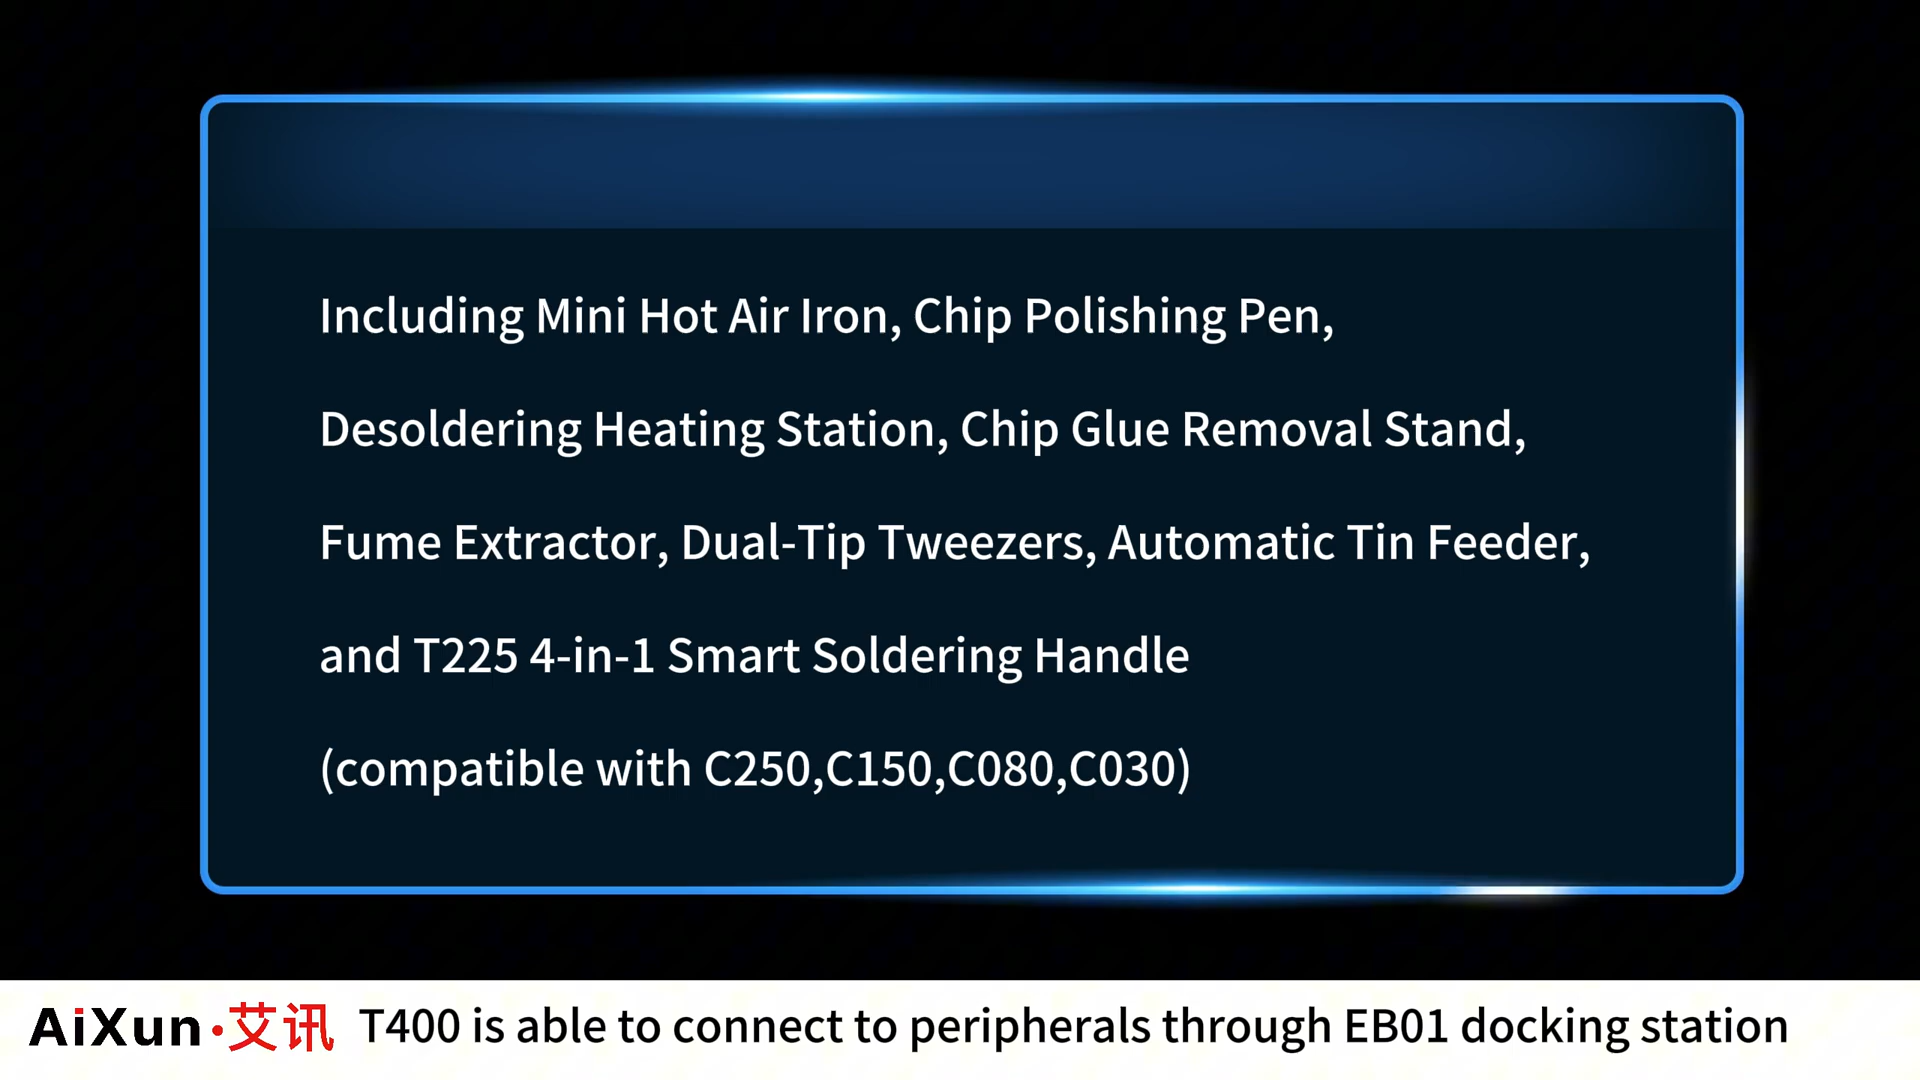 Including Mini Hot Air Iron, Chip Polishing Pen,
Desoldering Heating Station, Chip Glue Removal Stand,
Fume Extractor, Dual-Tip Tweezers, Automatic Tin Feeder,
and T225 4-in-1 Smart Soldering Handle
(compatible with C250,C150,C080,C030)
AiXun·艾讯 T400 is able to connect to peripherals through EB01 docking station